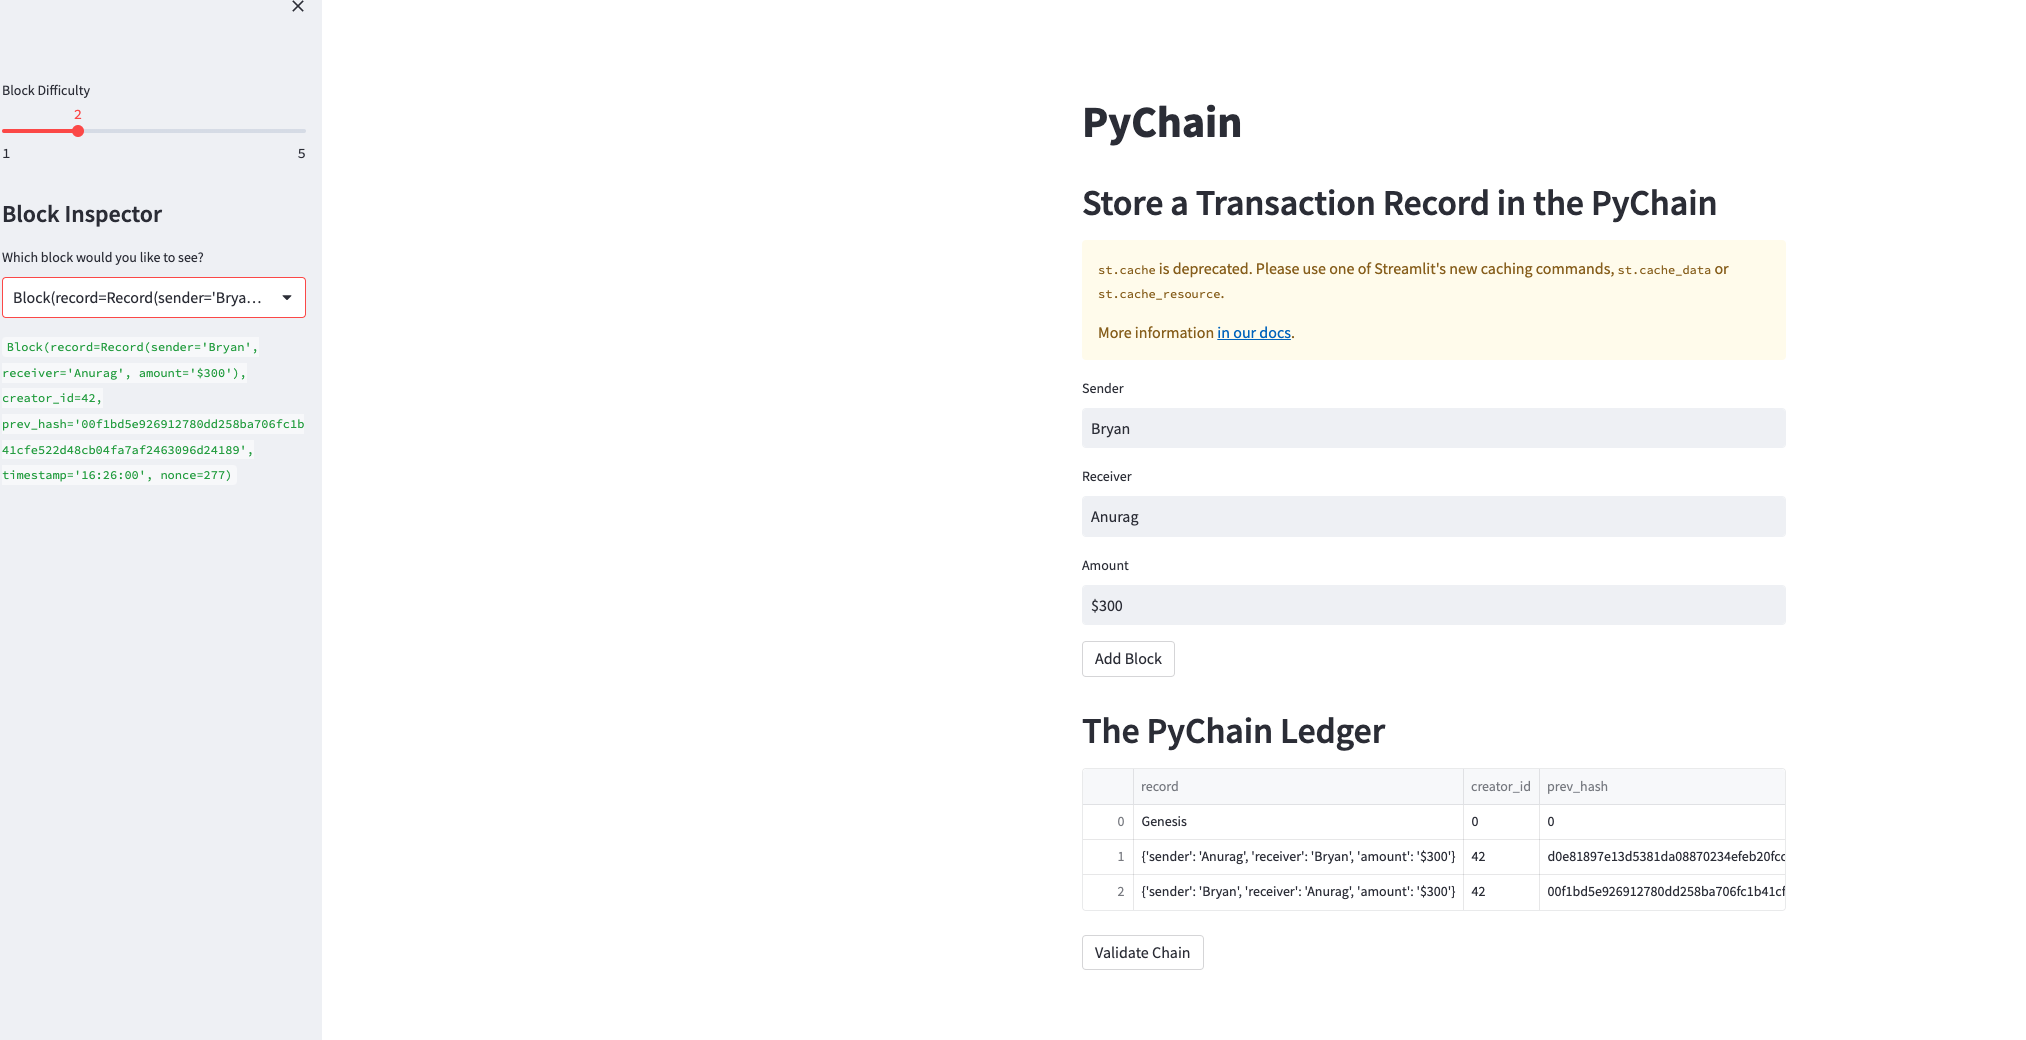 Block Difficulty
2
1 5
Block Inspector
Which block would you like to see?
Block(record=Record(sender='Brya...
Block(record=Record(sender='Bryan',
receiver='Anurag', amount='$300'),
creator_id=42,
prev_hash='00f1bd5e926912780dd258ba706fc1b
41cfe522d48cb04fa7af2463096d24189',
timestamp='16:26:00', nonce=277)
PyChain
Store a Transaction Record in the PyChain
st.cache is deprecated. Please use one of Streamlit's new caching commands, st.cache_data or
st.cache_resource.
More information in our docs.
Sender
Bryan
Receiver
Anurag
Amount
$300
Add Block
The PyChain Ledger
record creator_id prev_hash
0 Genesis 0 0
1 {'sender': 'Anurag', 'receiver': 'Bryan', 'amount': '$300'} 42 d0e81897e13d5381da08870234efeb20fcc
2 {'sender': 'Bryan', 'receiver': 'Anurag', 'amount': '$300'} 42 00f1bd5e926912780dd258ba706fc1b41cf
Validate Chain